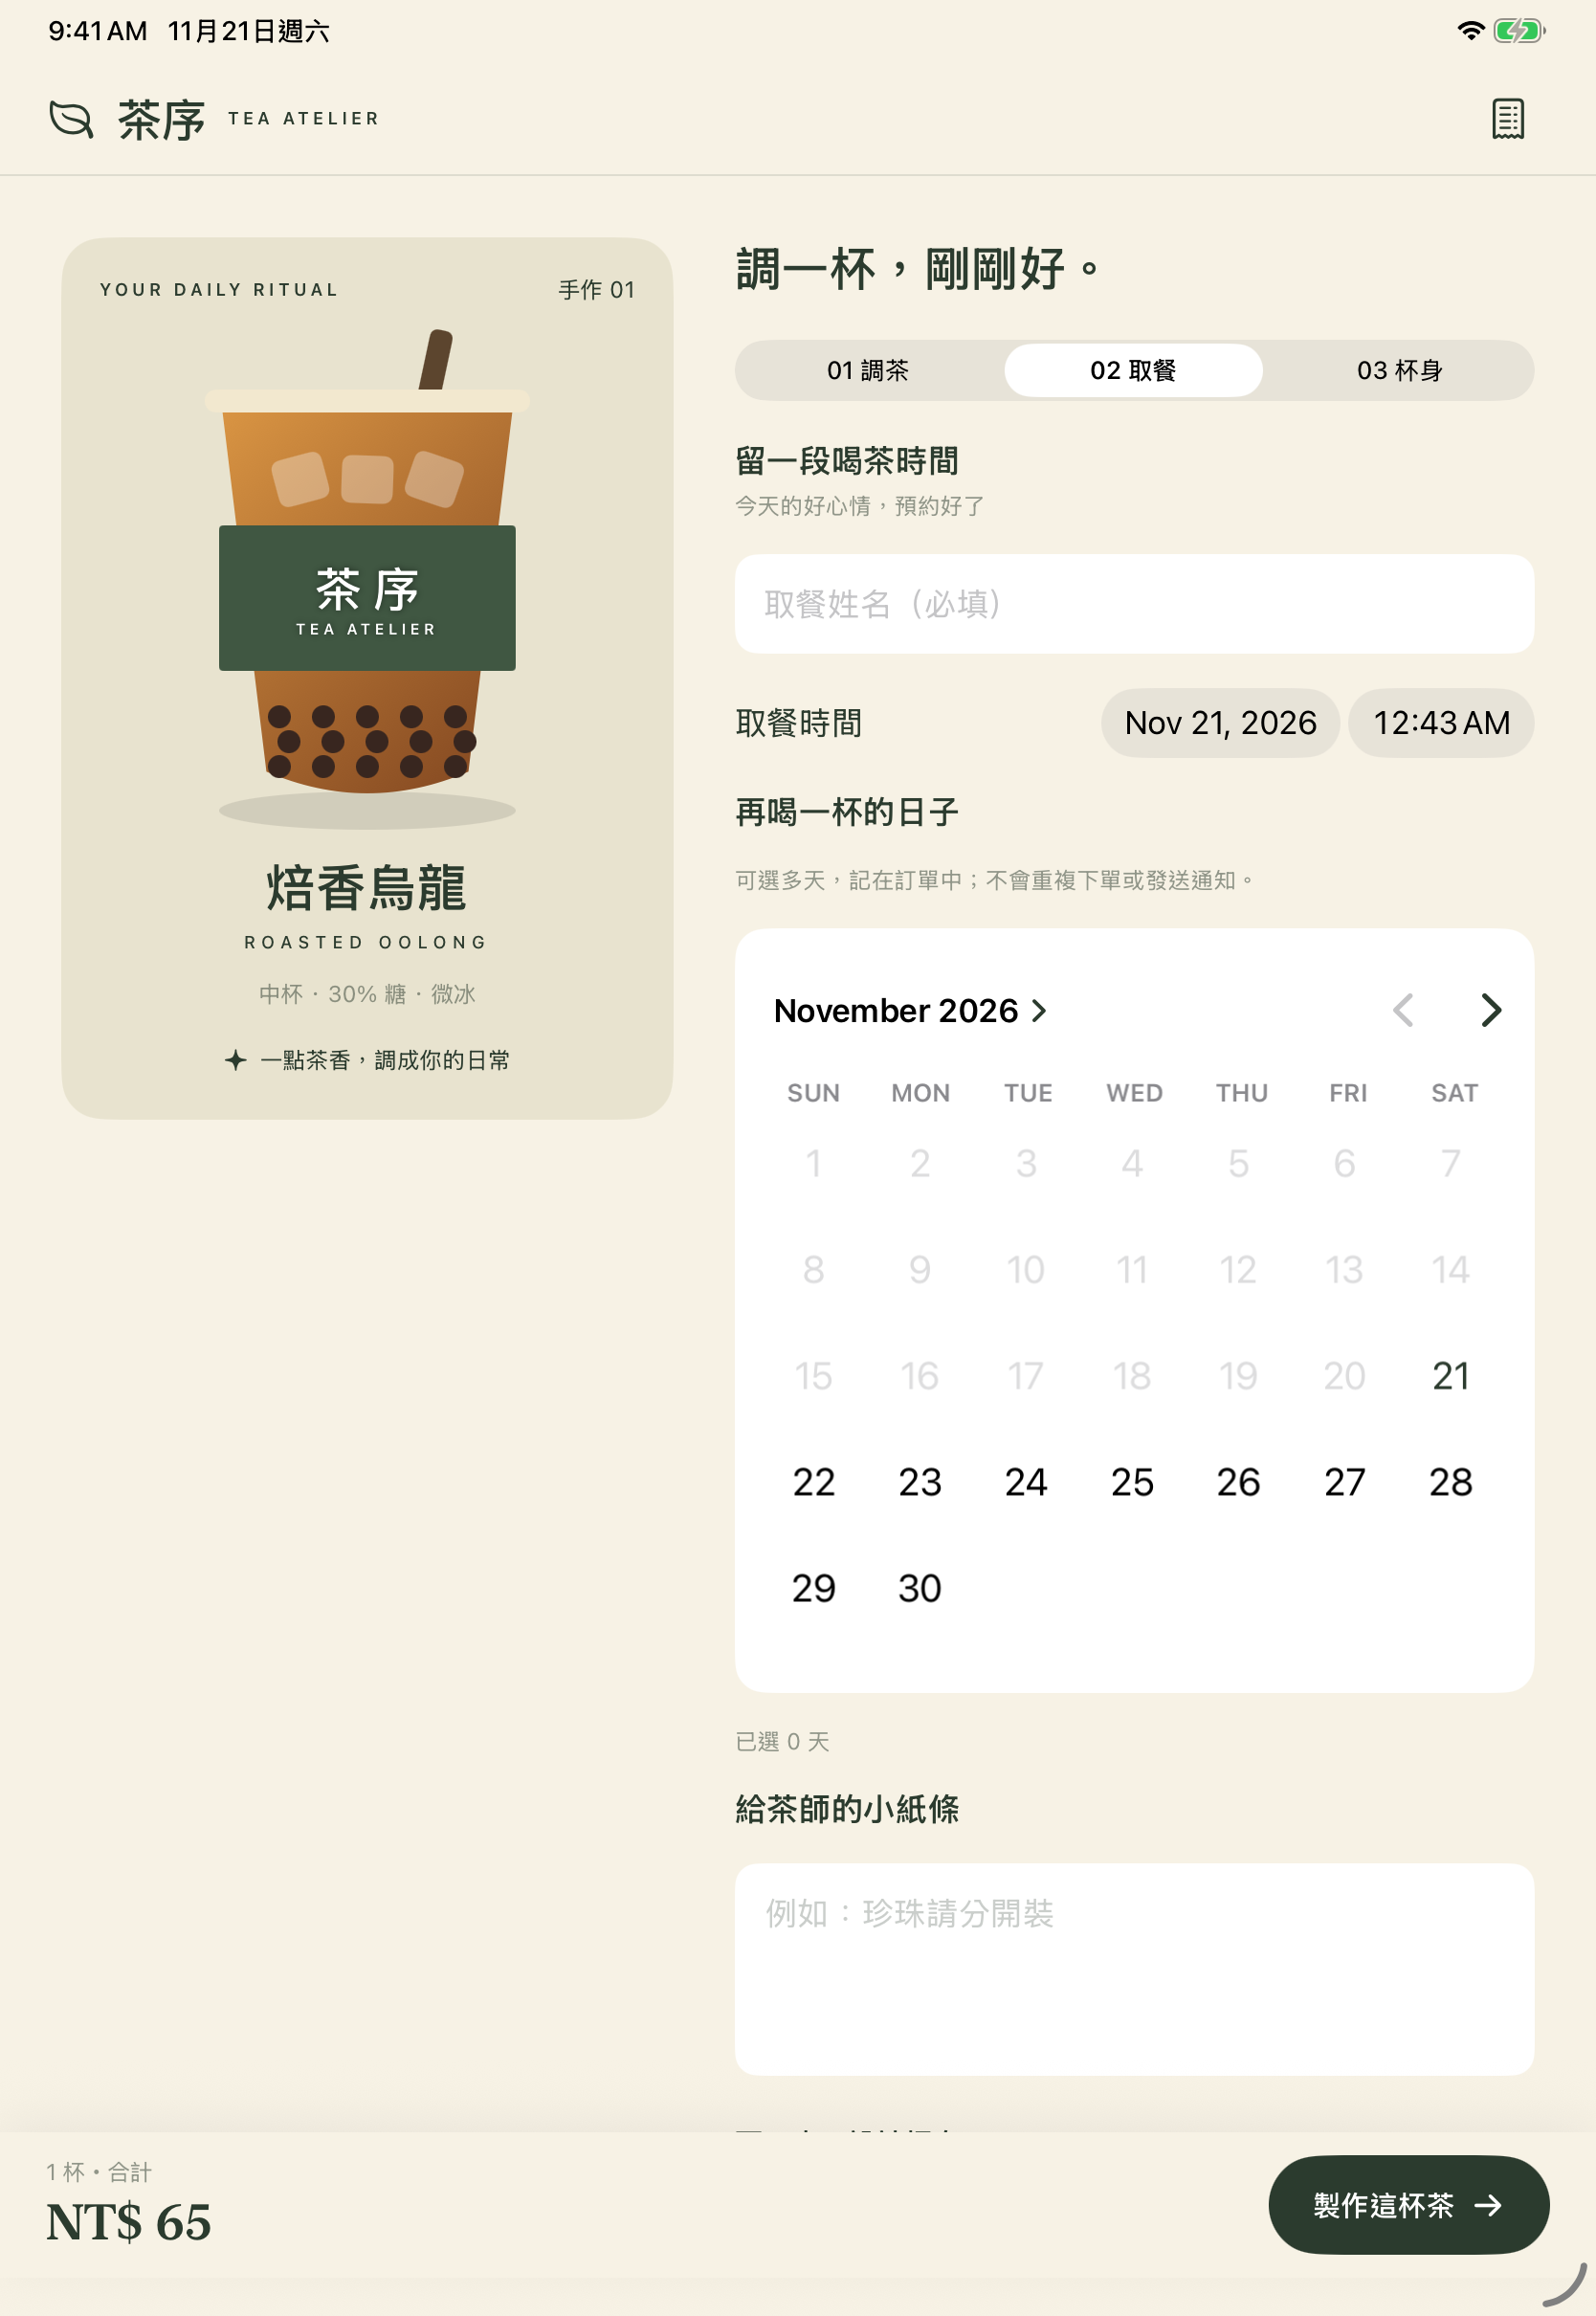 9:41 AM 11月21日週六
茶序 TEA ATELIER
YOUR DAILY RITUAL
手作 01
茶序
TEA ATELIER
焙香烏龍
ROASTED OOLONG
中杯 · 30% 糖 · 微冰
一點茶香，調成你的日常
調一杯，剛剛好。
01 調茶
02 取餐
03 杯身
留一段喝茶時間
今天的好心情，預約好了
取餐姓名（必填）
取餐時間 Nov 21, 2026 12:43 AM
再喝一杯的日子
可選多天，記在訂單中；不會重複下單或發送通知。
November 2026
SUN MON TUE WED THU FRI SAT
1 2 3 4 5 6 7
8 9 10 11 12 13 14
15 16 17 18 19 20 21
22 23 24 25 26 27 28
29 30
已選 0 天
給茶師的小紙條
例如：珍珠請分開裝
1 杯・合計
NT$ 65
製作這杯茶